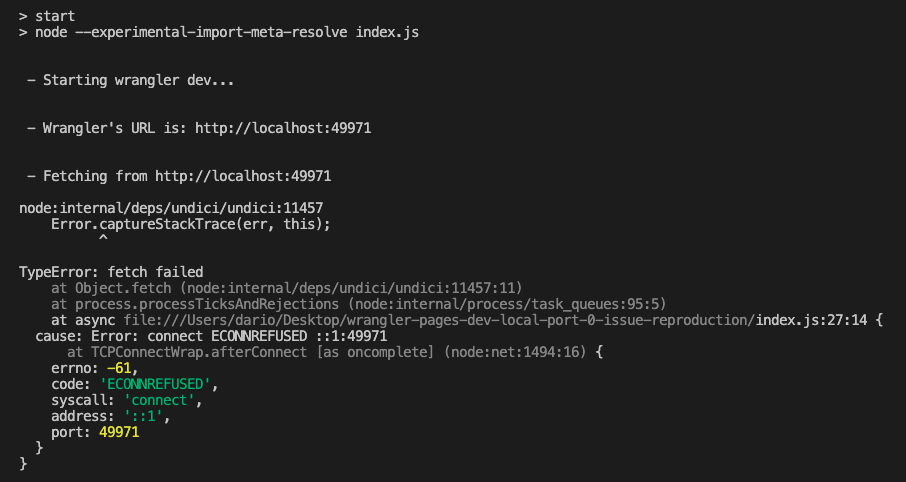 > start
> node --experimental-import-meta-resolve index.js
- Starting wrangler dev...
- Wrangler's URL is: http://localhost:49971
- Fetching from http://localhost:49971
node:internal/deps/undici/undici:11457
Error.captureStackTrace(err, this);
^
TypeError: fetch failed
at Object.fetch (node:internal/deps/undici/undici:11457:11)
at process.processTicksAndRejections (node:internal/process/task_queues:95:5)
at async file:///Users/dario/Desktop/wrangler-pages-dev-local-port-0-issue-reproduction/index.js:27:14 {
cause: Error: connect ECONNREFUSED ::1:49971
at TCPConnectWrap.afterConnect [as oncomplete] (node:net:1494:16) {
errno: -61,
code: 'ECONNREFUSED',
syscall: 'connect',
address: '::1',
port: 49971
}
}